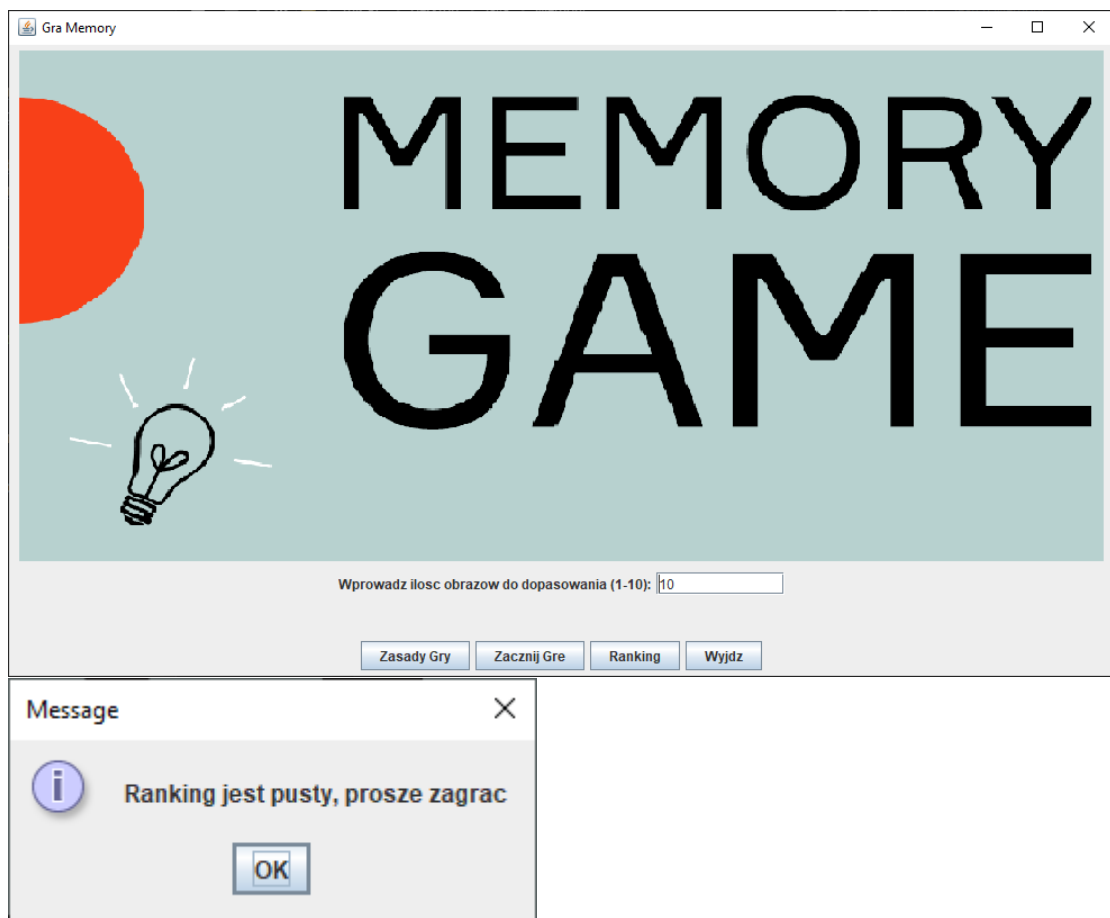 Gra Memory
MEMORY
GAME
Wprowadz ilosc obrazow do dopasowania (1-10): 10
Zasady Gry Zacznij Gre Ranking Wyjdz
Message
Ranking jest pusty, prosze zagrac
OK